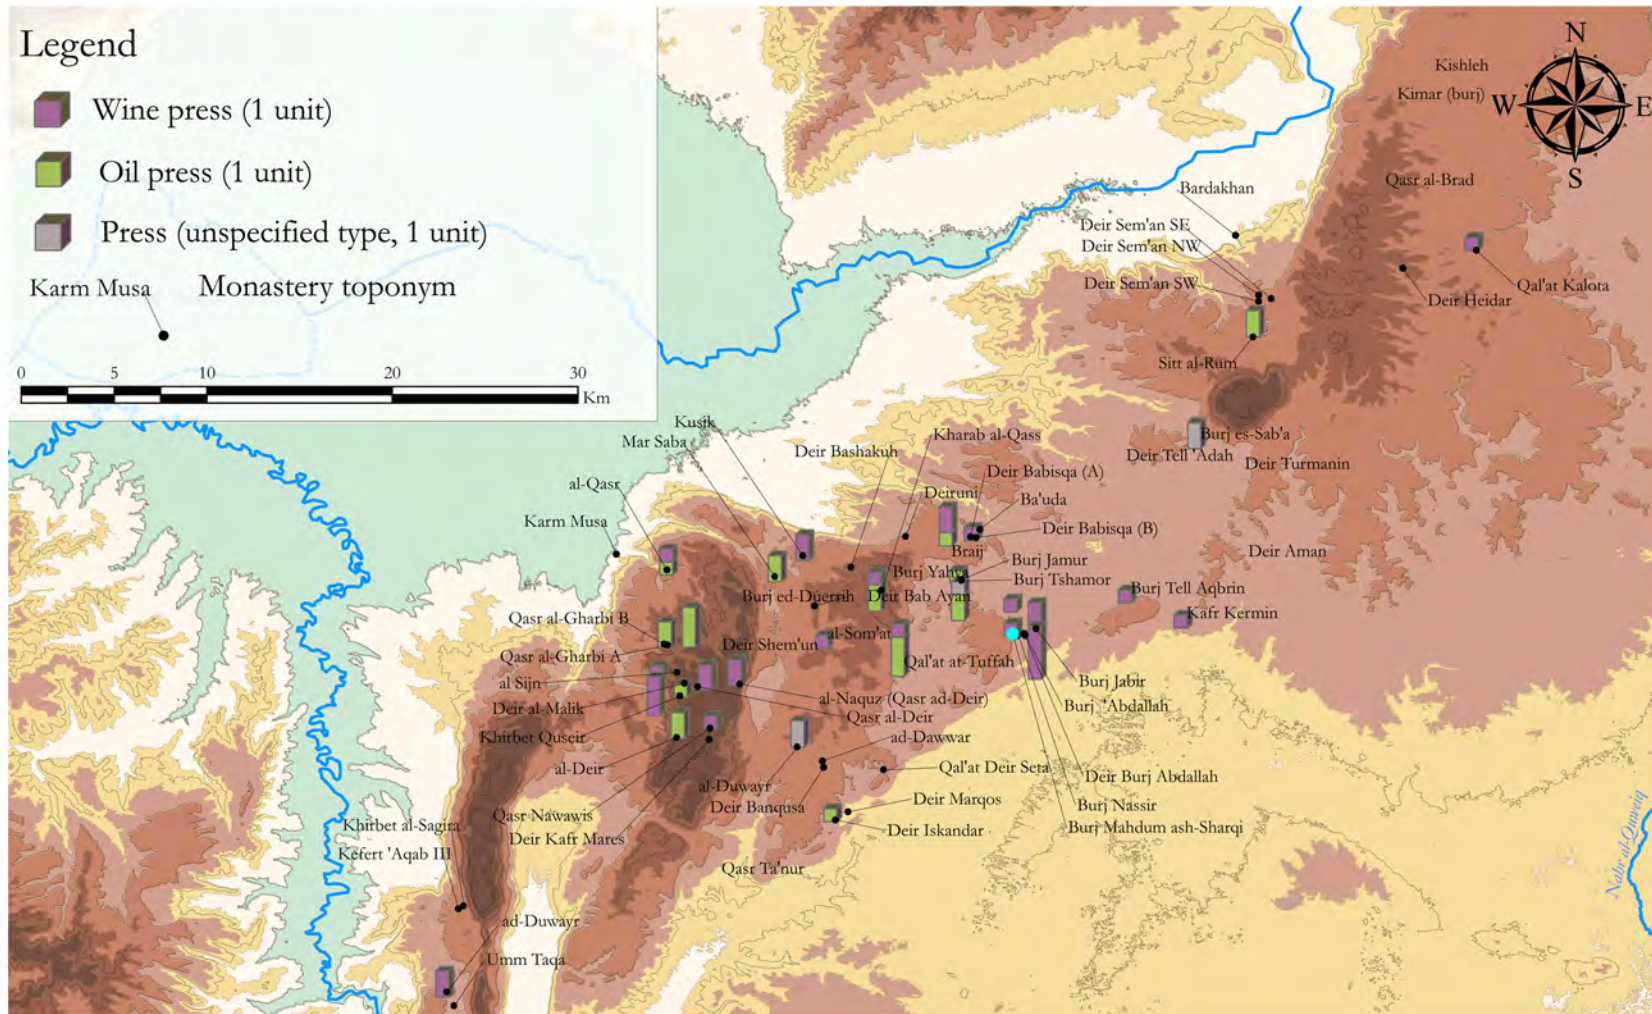 Legend
Wine press (1 unit)
Oil press (1 unit)
Press (unspecified type, 1 unit)
Karm Musa
Monastery toponym
0 5 10 20 30
Km
N
W E
S
Kishleh
Kimar (burj)
Qasr al-Brad
Bardakhan
Deir Sem'an SE
Deir Sem'an NW
Deir Sem'an SW
Qal'at Kalota
Deir Heidar
Sitt al-Rum
Burj es-Sab'a
Deir Tell 'Adah
Deir Turmanin
Kusik
Mar Saba
Kharab al-Qass
Deir Bashakuh
Deir Babisqa (A)
al-Qasr
Deiruni
Ba'uda
Karm Musa
Deir Babisqa (B)
Braij
Deir Aman
Burj Jamur
Burj Yahya
Burj Tshamor
Burj Tell Aqbrin
Burj ed-Duerrih
Deir Bab Ayan
Kafr Kermin
Qasr al-Gharbi B
al-Som'at
Deir Shem'un
Qasr al-Gharbi A
Qal'at at-Tuffah
al Sijn
Burj Jabir
al-Naquz (Qasr ad-Deir)
Deir al-Malik
Burj 'Abdallah
Qasr al-Deir
Khirbet Quseir
ad-Dawwar
al-Deir
Qal'at Deir Seta
Deir Burj Abdallah
al-Duwayr
Deir Marqos
Deir Banqusa
Burj Nassir
Qasr Nawawis
Khirbet al-Sagira
Burj Mahdum ash-Sharqi
Deir Iskandar
Deir Kafr Mares
Kefert 'Aqab III
Qasr Ta'nur
ad-Duwayr
Umm Taqa
Nahr al-Quweiq